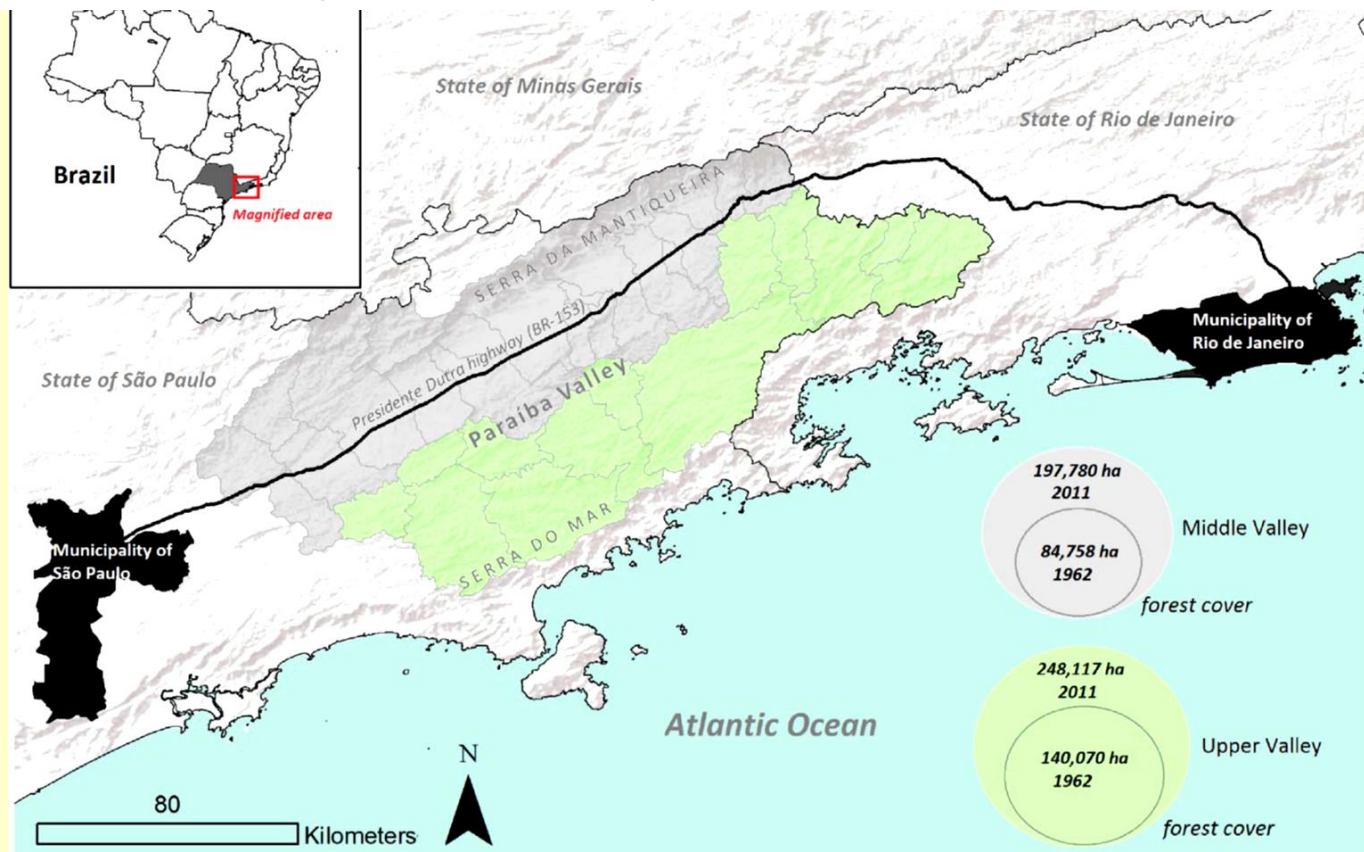 State of Minas Gerais
State of Rio de Janeiro
Brazil
Magnified area
SERRA DA MANTIQUEIRA
Presidente Dutra highway (BR-153)
State of São Paulo
Paraíba Valley
Municipality of
Rio de Janeiro
SERRA DO MAR
Municipality of
São Paulo
197,780 ha
2011
Middle Valley
84,758 ha
1962
forest cover
248,117 ha
2011
Atlantic Ocean
Upper Valley
140,070 ha
1962
forest cover
N
80
Kilometers